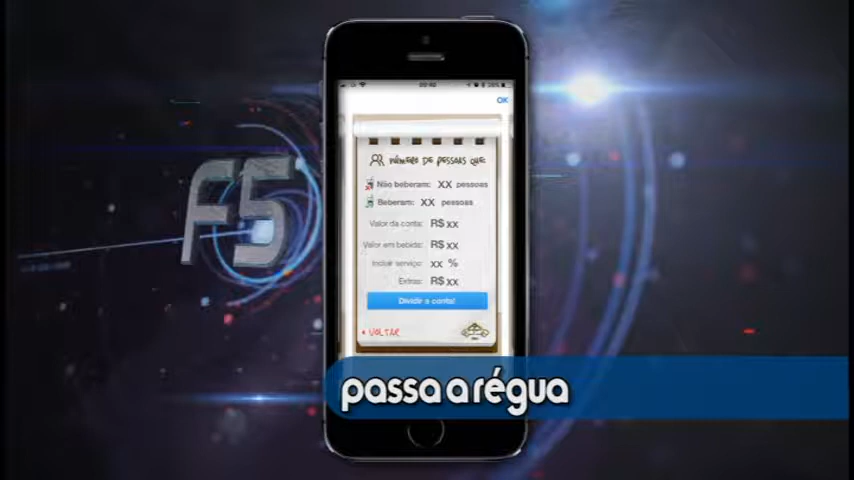 OK
NÚMERO DE PESSOAS QUE:
Não beberam: XX pessoas
Beberam: XX pessoas
Valor da conta: R$ xx
Valor em bebida: R$ xx
Incluir serviço: xx %
Extras: R$ xx
Dividir a conta!
VOLTAR
F5
passa a régua